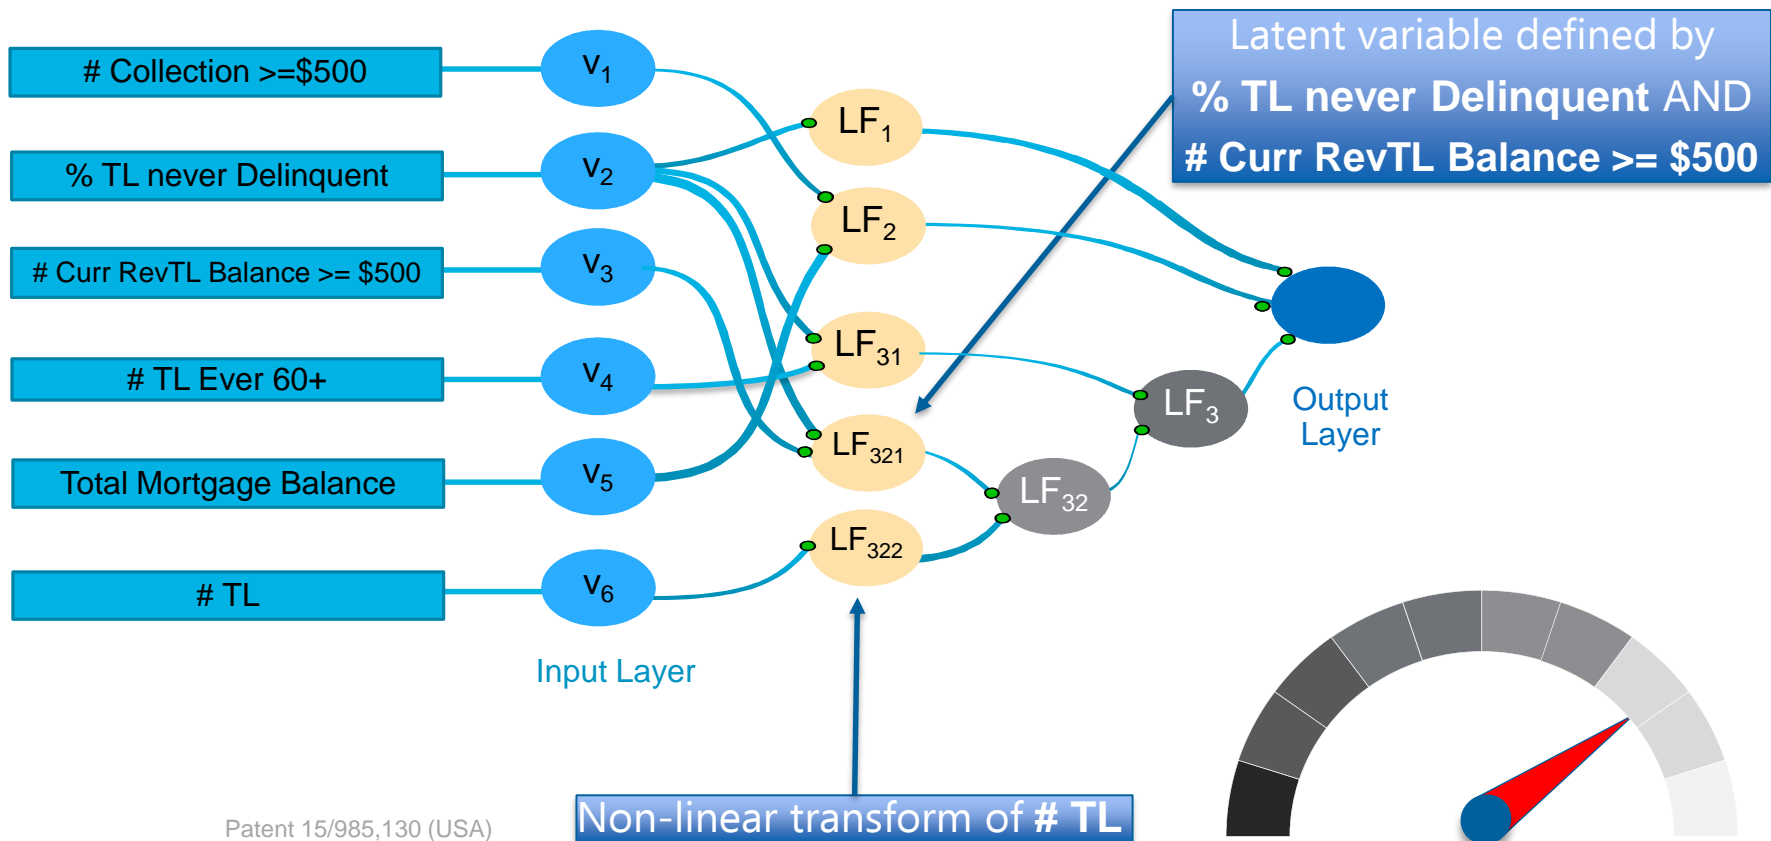 # Collection >=$500
% TL never Delinquent
# Curr RevTL Balance >= $500
# TL Ever 60+
Total Mortgage Balance
# TL
v1
v2
v3
v4
v5
v6
Input Layer
LF1
LF2
LF31
LF321
LF322
LF32
LF3
Output
Layer
Latent variable defined by
% TL never Delinquent AND
# Curr RevTL Balance >= $500
Non-linear transform of # TL
Patent 15/985,130 (USA)